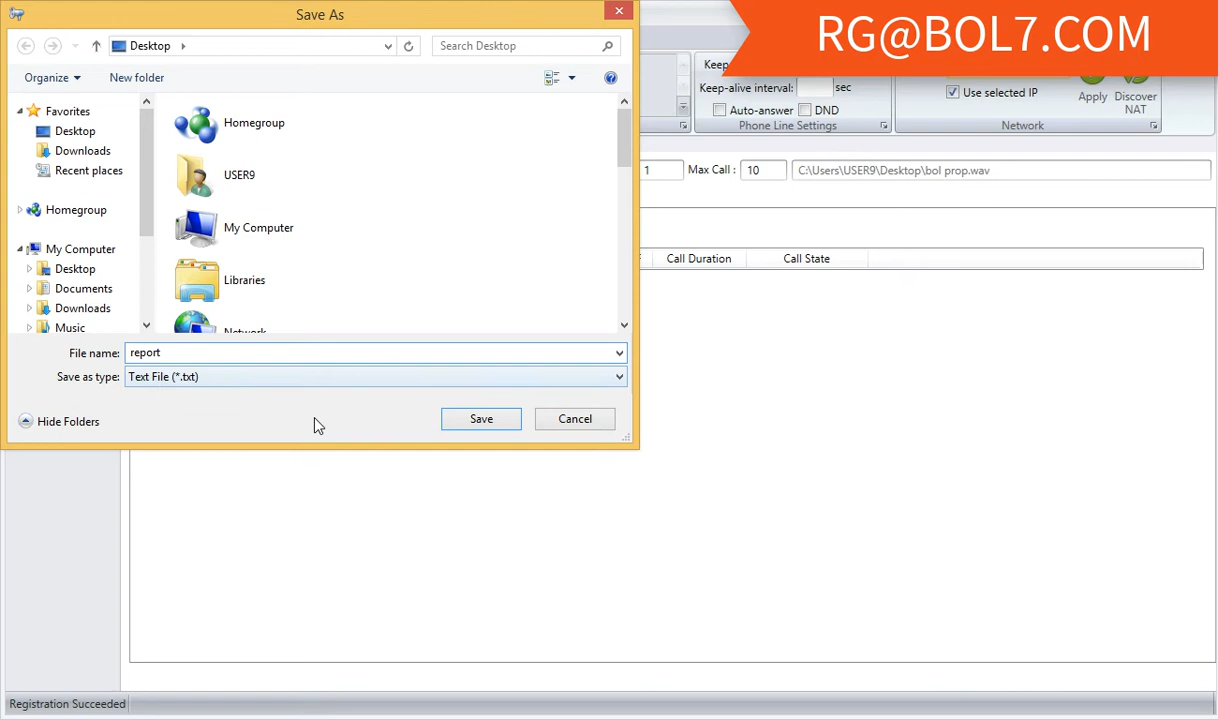 Save As
RG@BOL7.COM
Desktop
Search Desktop
Organize
New folder
Keep-alive interval:
sec
Use selected IP
Apply
Discover NAT
Auto-answer
DND
Phone Line Settings
Network
Favorites
Desktop
Downloads
Recent places
Homegroup
My Computer
Desktop
Documents
Downloads
Music
Homegroup
USER9
My Computer
Libraries
Network
1
Max Call :
10
C:\Users\USER9\Desktop\bol prop.wav
Call Duration
Call State
File name:
report
Save as type:
Text File (*.txt)
Hide Folders
Save
Cancel
Registration Succeeded